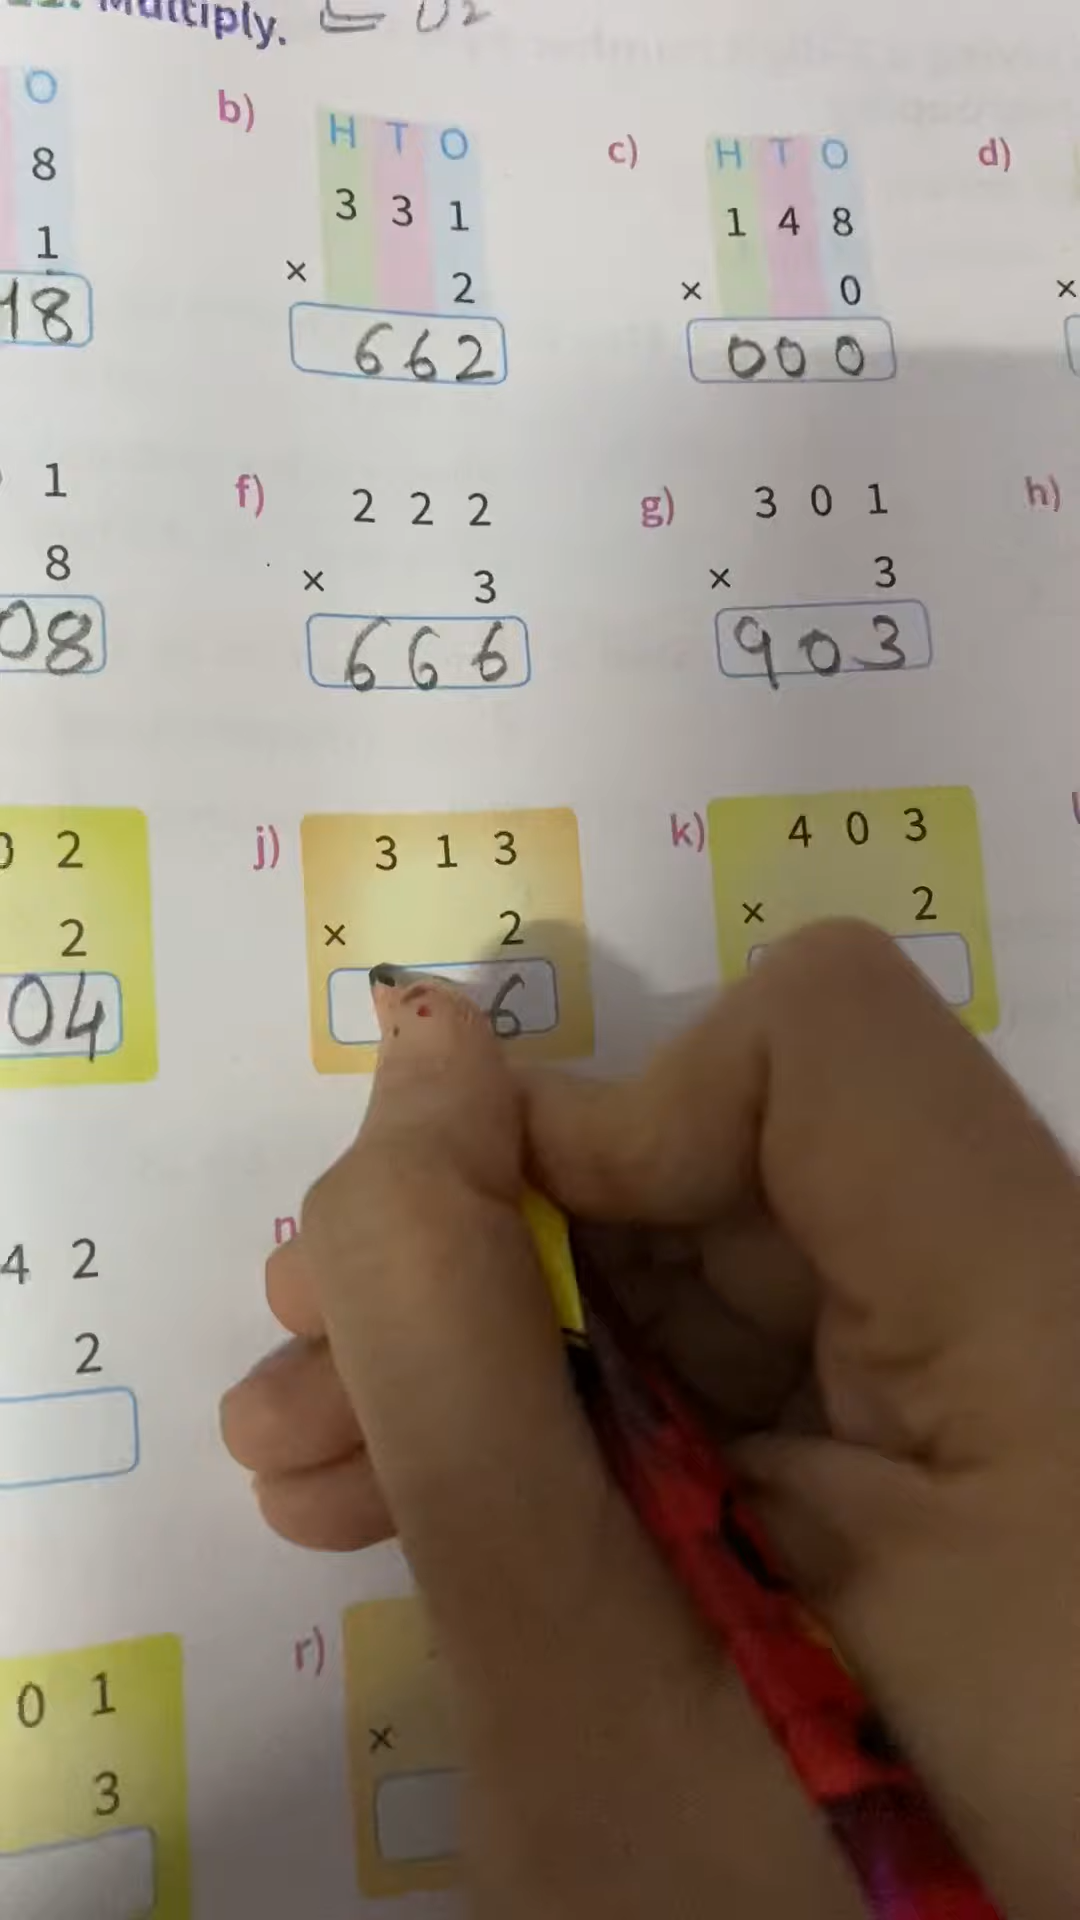 Multiply.
O b) H T O c) H T O d)
8 3 3 1 1 4 8
1 × 2 × 0 ×
48 662 000
1 f) 2 2 2 g) 3 0 1 h)
8 × 3 × 3
08 666 903
2 j) 3 1 3 k) 4 0 3
2 × 2 × 2
04 6
4 2 n
2
0 1 r)
3 ×